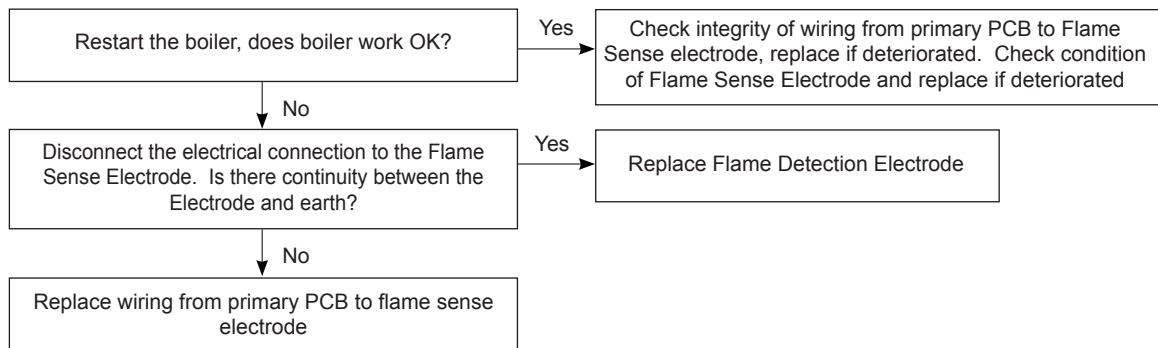 Restart the boiler, does boiler work OK?
Yes
Check integrity of wiring from primary PCB to Flame
Sense electrode, replace if deteriorated.  Check condition
of Flame Sense Electrode and replace if deteriorated
No
Disconnect the electrical connection to the Flame
Sense Electrode.  Is there continuity between the
Electrode and earth?
Yes
Replace Flame Detection Electrode
No
Replace wiring from primary PCB to flame sense
electrode